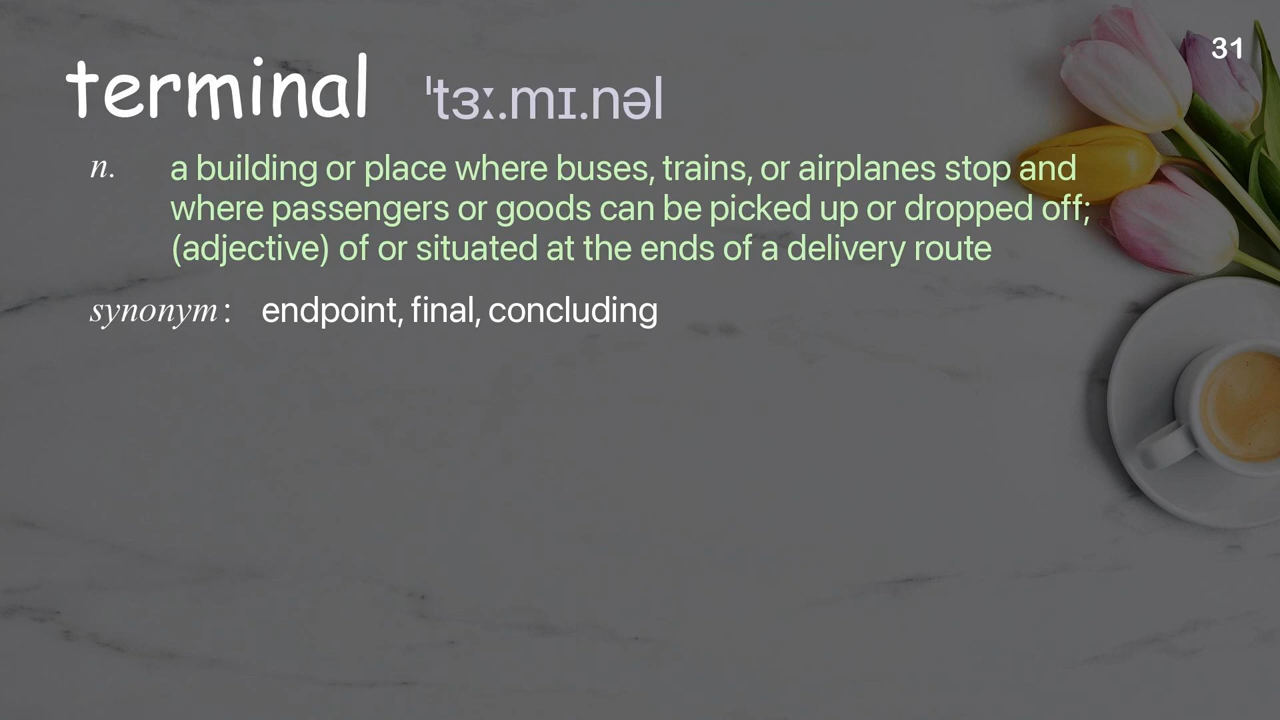 31
terminal ˈtɜː.mɪ.nəl
n. a building or place where buses, trains, or airplanes stop and
where passengers or goods can be picked up or dropped off;
(adjective) of or situated at the ends of a delivery route
synonym: endpoint, final, concluding